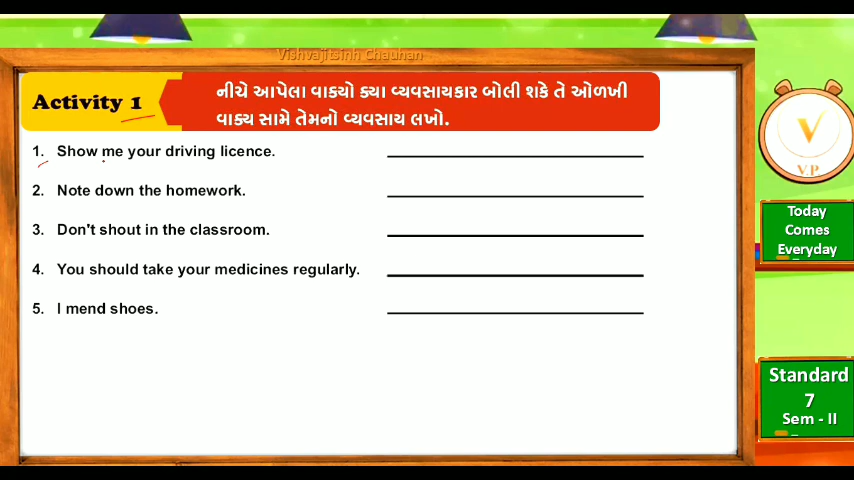 Vishvajitsinh Chauhan
Activity 1
નીચે આપેલા વાક્યો ક્યા વ્યવસાયકાર બોલી શકે તે ઓળખી
વાક્ય સામે તેમનો વ્યવસાય લખો.
1. Show me your driving licence.
2. Note down the homework.
3. Don't shout in the classroom.
4. You should take your medicines regularly.
5. I mend shoes.
V
V.P
Today
Comes
Everyday
Standard
7
Sem - II